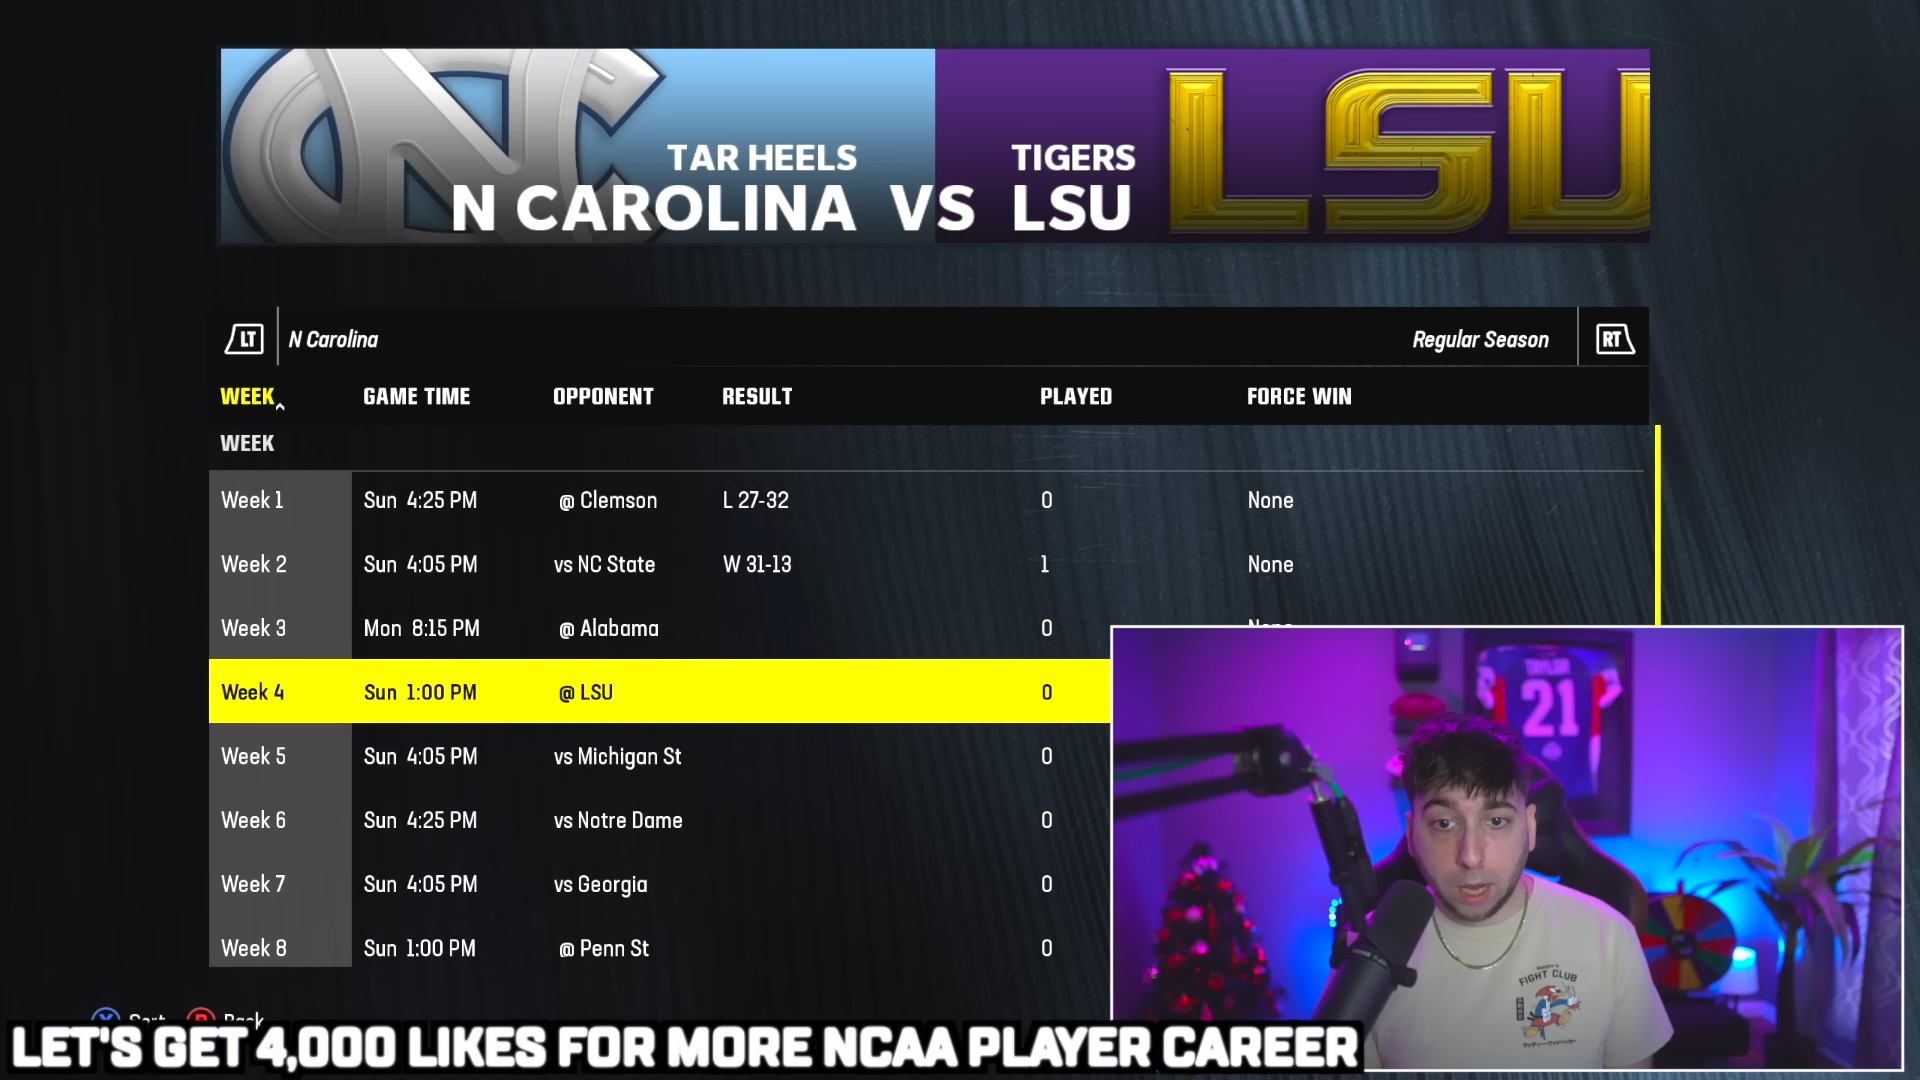 TAR HEELS
N CAROLINA VS
TIGERS
LSU
LSU
LT N Carolina Regular Season RT
WEEK GAME TIME OPPONENT RESULT PLAYED FORCE WIN
WEEK
Week 1 Sun 4:25 PM @ Clemson L 27-32 0 None
Week 2 Sun 4:05 PM vs NC State W 31-13 1 None
Week 3 Mon 8:15 PM @ Alabama 0 None
Week 4 Sun 1:00 PM @ LSU 0
Week 5 Sun 4:05 PM vs Michigan St 0
Week 6 Sun 4:25 PM vs Notre Dame 0
Week 7 Sun 4:05 PM vs Georgia 0
Week 8 Sun 1:00 PM @ Penn St 0
TAYLOR
21
FIGHT CLUB
X Sort B Back
LET'S GET 4,000 LIKES FOR MORE NCAA PLAYER CAREER